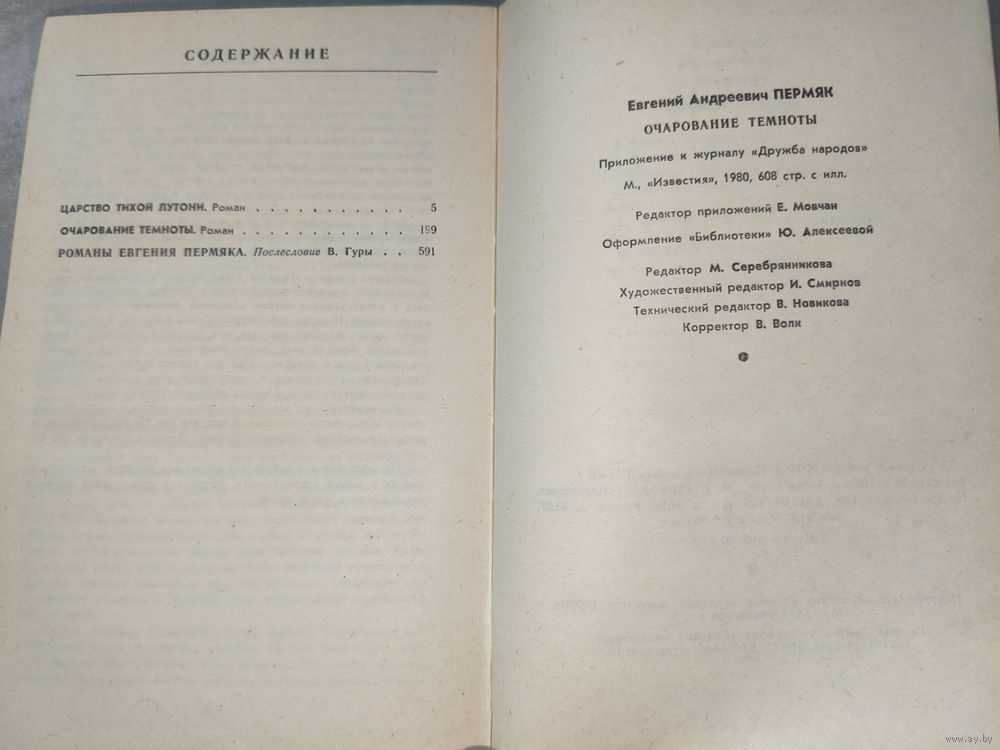 СОДЕРЖАНИЕ
ЦАРСТВО ТИХОЙ ЛУТОНИ. Роман . . . . . . . . . . . 5
ОЧАРОВАНИЕ ТЕМНОТЫ. Роман . . . . . . . . . . . . 199
РОМАНЫ ЕВГЕНИЯ ПЕРМЯКА. Послесловие В. Гуры . . 591
Евгений Андреевич ПЕРМЯК
ОЧАРОВАНИЕ ТЕМНОТЫ
Приложение к журналу «Дружба народов»
М., «Известия», 1980, 608 стр. с илл.
Редактор приложений Е. Мовчан
Оформление «Библиотеки» Ю. Алексеевой
Редактор М. Серебрянникова
Художественный редактор И. Смирнов
Технический редактор В. Новикова
Корректор В. Волк
www.ay.by